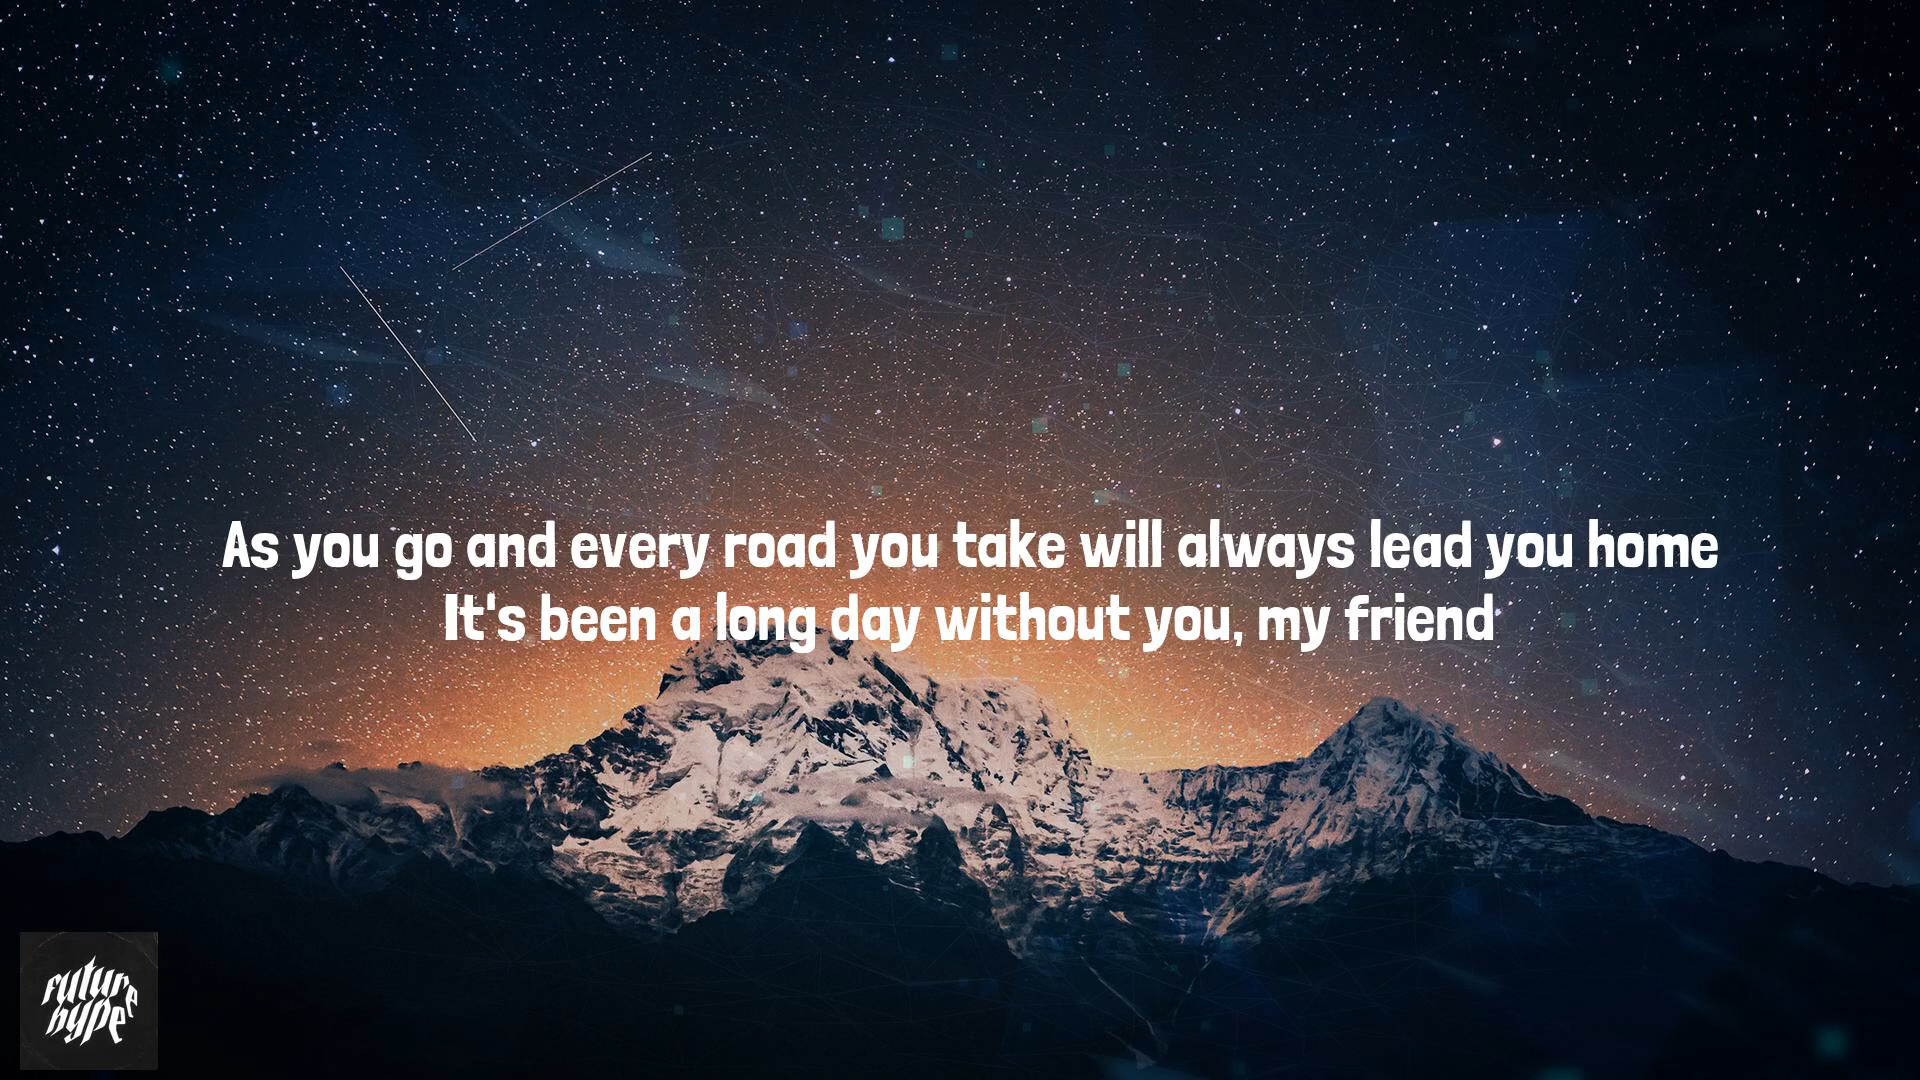 As you go and every road you take will always lead you home
It's been a long day without you, my friend
future
hype